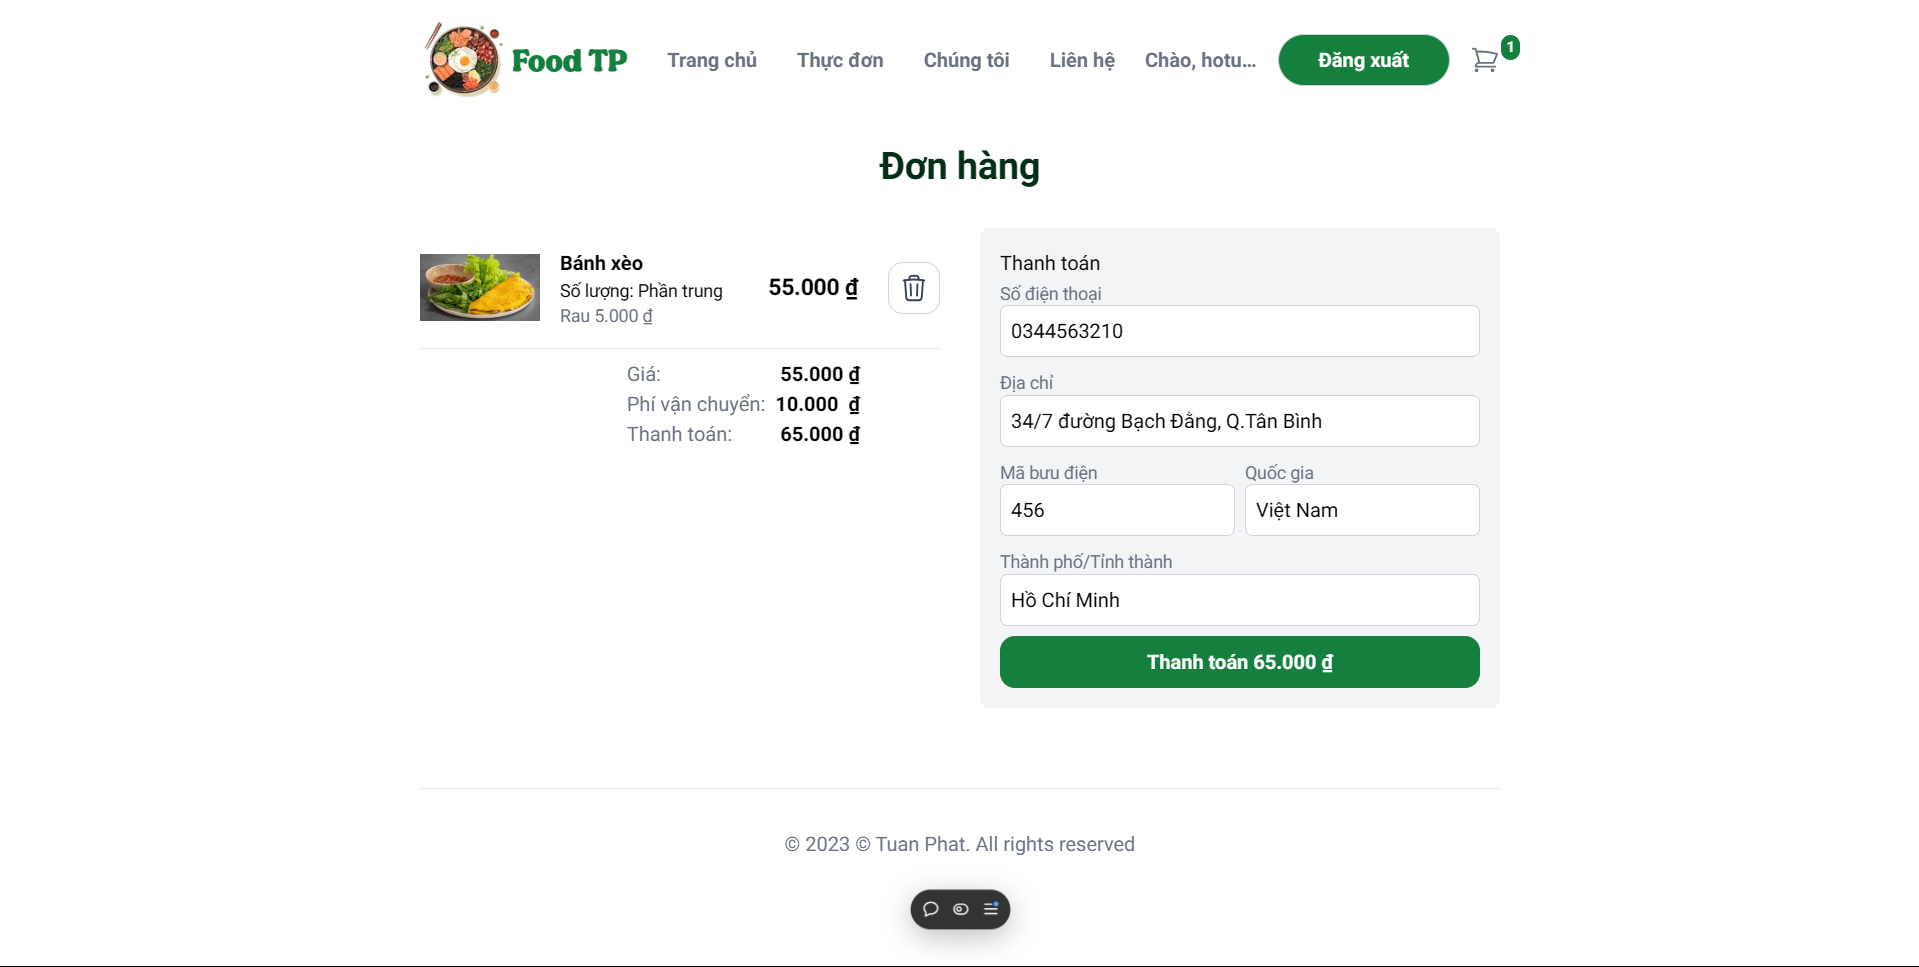 Food TP
Trang chủ
Thực đơn
Chúng tôi
Liên hệ
Chào, hotu...
Đăng xuất
1
Đơn hàng
Bánh xèo
Số lượng: Phần trung
Rau 5.000 ₫
55.000 ₫
Giá: 55.000 ₫
Phí vận chuyển: 10.000 ₫
Thanh toán: 65.000 ₫
Thanh toán
Số điện thoại
0344563210
Địa chỉ
34/7 đường Bạch Đằng, Q.Tân Bình
Mã bưu điện
456
Quốc gia
Việt Nam
Thành phố/Tỉnh thành
Hồ Chí Minh
Thanh toán 65.000 ₫
© 2023 © Tuan Phat. All rights reserved